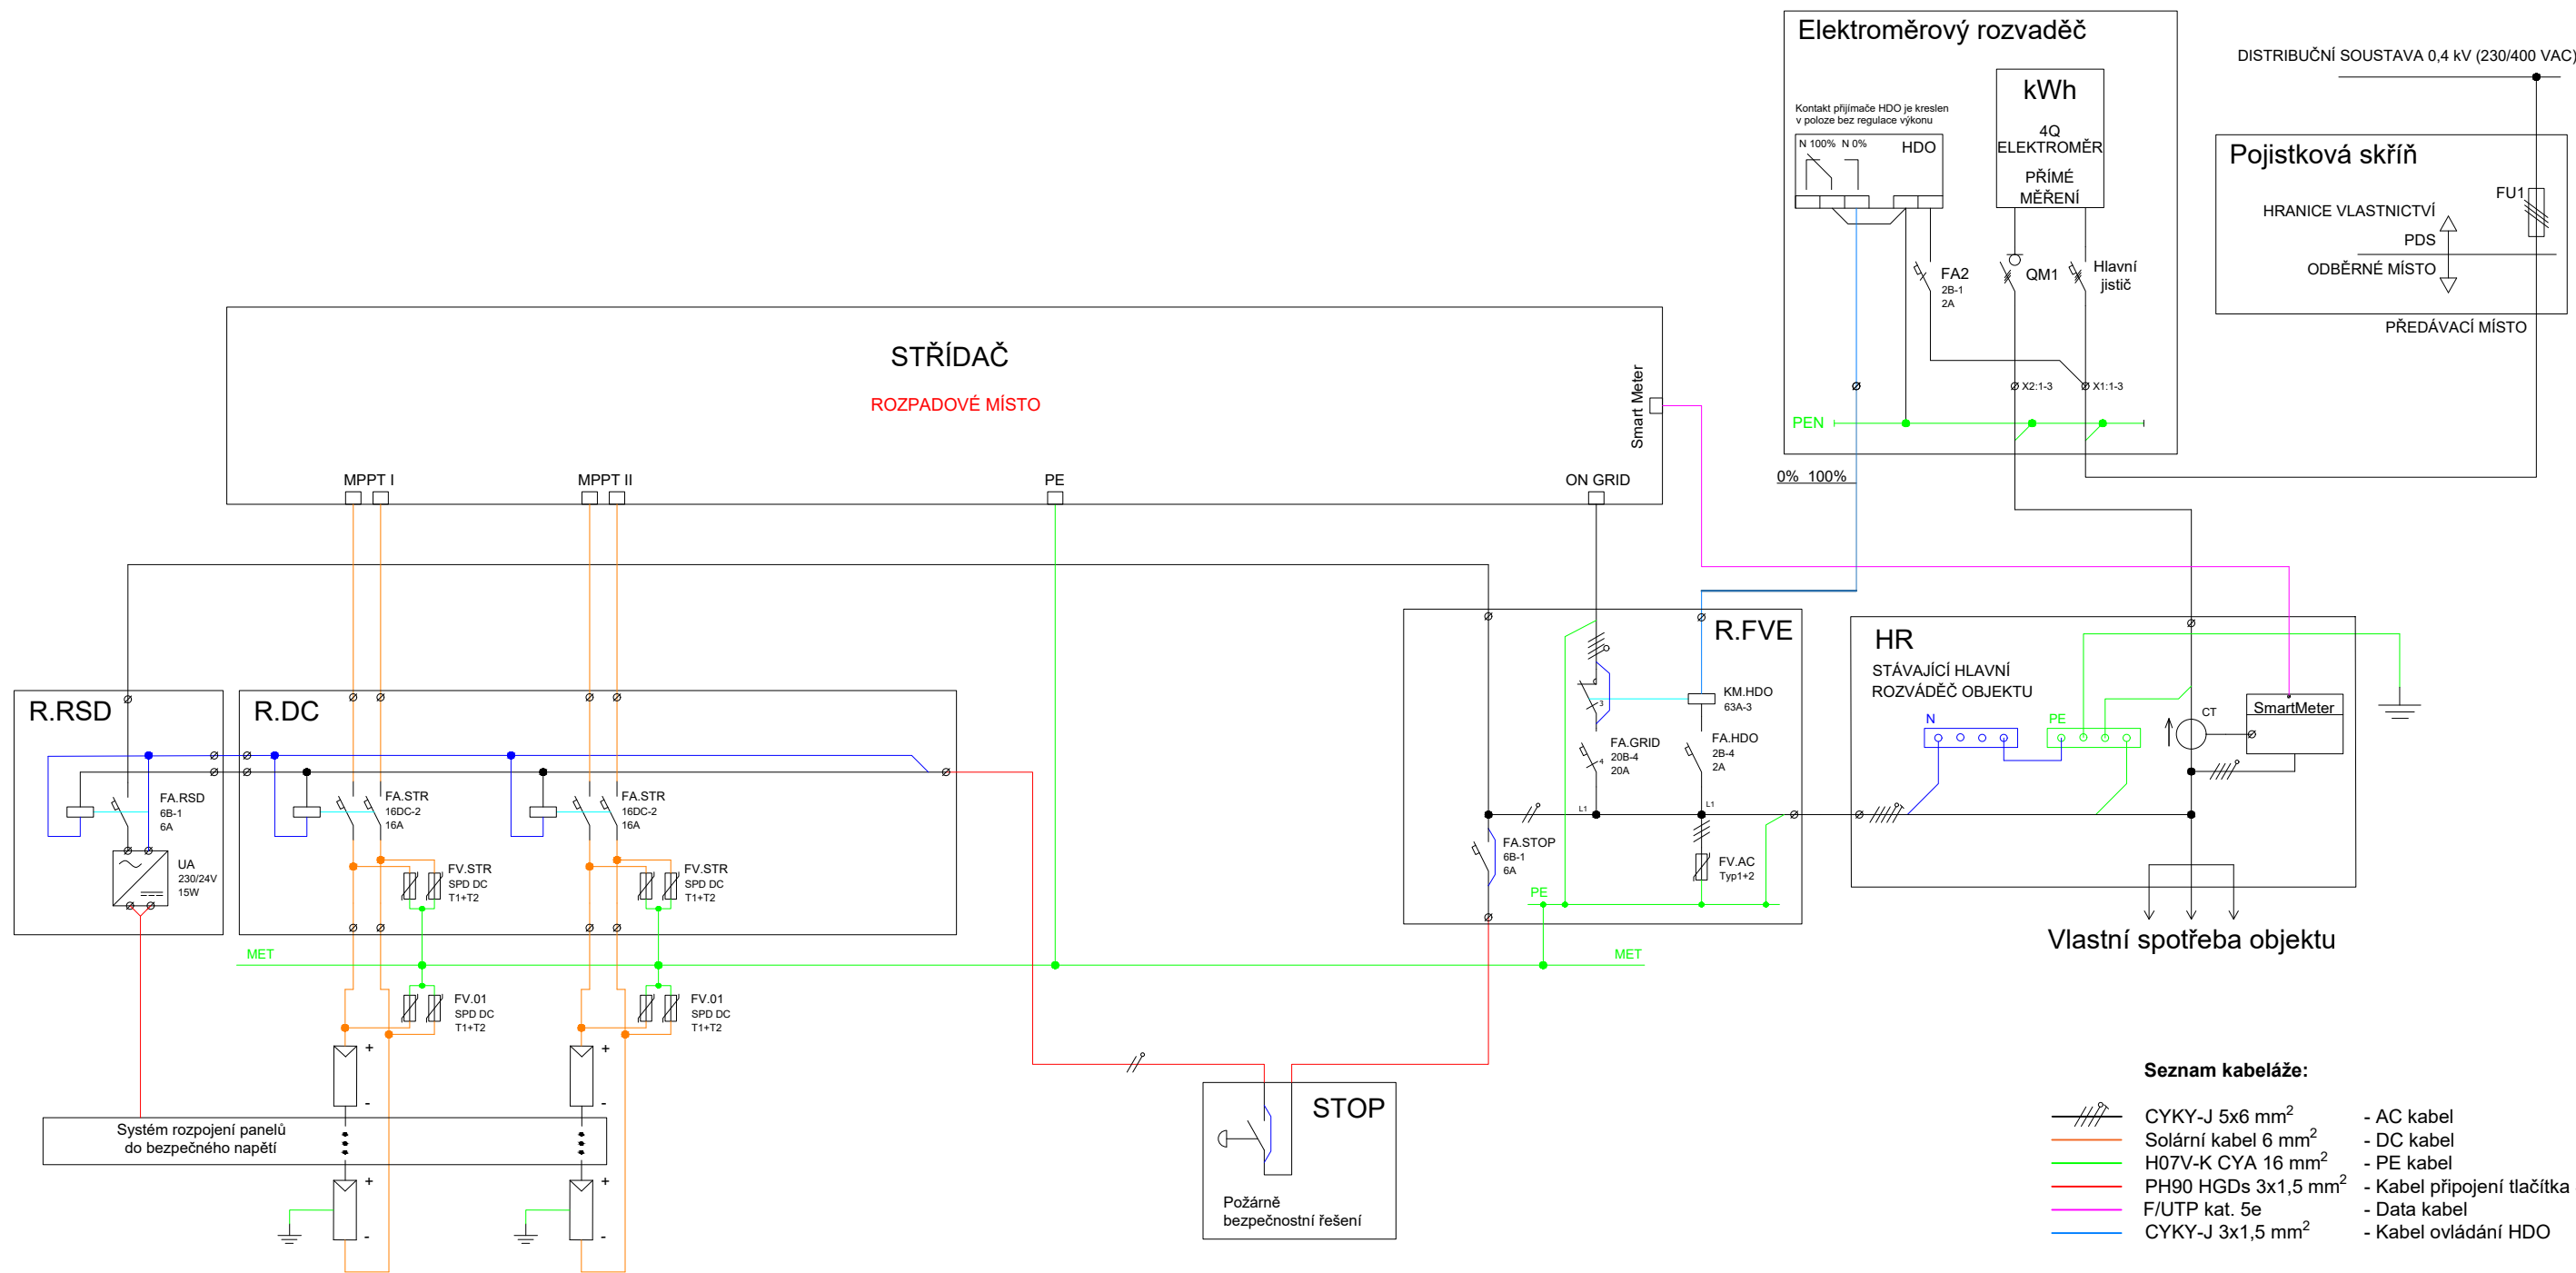 Elektroměrový rozvaděč
DISTRIBUČNÍ SOUSTAVA 0,4 kV (230/400 VAC)
kWh
4Q
ELEKTROMĚR
PŘÍMÉ
MĚŘENÍ
Kontakt přijímače HDO je kreslen
v poloze bez regulace výkonu
N 100% N 0%
HDO
FA2
2B-1
2A
QM1
Hlavní
jistič
X2:1-3
X1:1-3
PEN
0% 100%
Pojistková skříň
FU1
HRANICE VLASTNICTVÍ
PDS
ODBĚRNÉ MÍSTO
PŘEDÁVACÍ MÍSTO
STŘÍDAČ
ROZPADOVÉ MÍSTO
Smart Meter
MPPT I
MPPT II
PE
ON GRID
R.RSD
FA.RSD
6B-1
6A
UA
230/24V
15W
R.DC
FA.STR
16DC-2
16A
FA.STR
16DC-2
16A
FV.STR
SPD DC
T1+T2
FV.STR
SPD DC
T1+T2
MET
MET
FV.01
SPD DC
T1+T2
FV.01
SPD DC
T1+T2
+
-
+
-
Systém rozpojení panelů
do bezpečného napětí
+
-
+
-
R.FVE
3
KM.HDO
63A-3
FA.GRID
20B-4
20A
4
FA.HDO
2B-4
2A
L1
L1
FA.STOP
6B-1
6A
FV.AC
Typ1+2
PE
HR
STÁVAJÍCÍ HLAVNÍ
ROZVÁDĚČ OBJEKTU
N
PE
CT
SmartMeter
Vlastní spotřeba objektu
STOP
Požárně
bezpečnostní řešení
Seznam kabeláže:
CYKY-J 5x6 mm² - AC kabel
Solární kabel 6 mm² - DC kabel
H07V-K CYA 16 mm² - PE kabel
PH90 HGDs 3x1,5 mm² - Kabel připojení tlačítka
F/UTP kat. 5e - Data kabel
CYKY-J 3x1,5 mm² - Kabel ovládání HDO